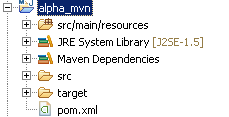 alpha_mvn
src/main/resources
JRE System Library [J2SE-1.5]
Maven Dependencies
src
target
pom.xml